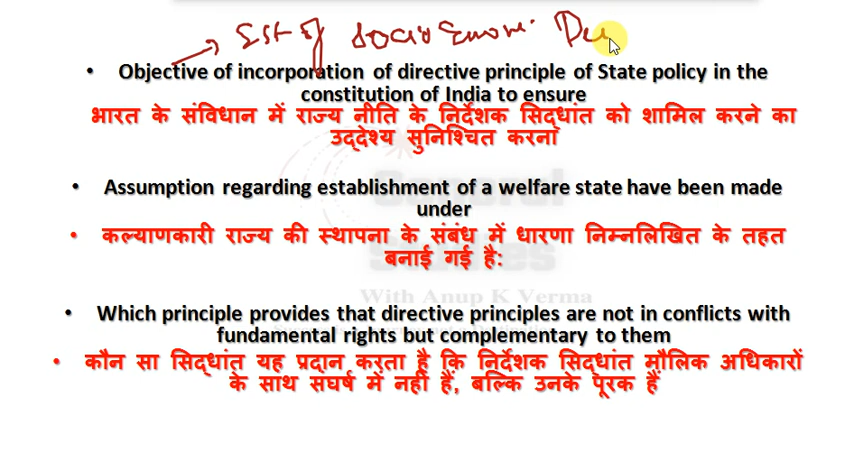 → Est of Socio Econo. De
• Objective of incorporation of directive principle of State policy in the
constitution of India to ensure
भारत के संविधान में राज्य नीति के निर्देशक सिद्धांत को शामिल करने का
उद्देश्य सुनिश्चित करना
• Assumption regarding establishment of a welfare state have been made
under
• कल्याणकारी राज्य की स्थापना के संबंध में धारणा निम्नलिखित के तहत
बनाई गई है:
With Anup K Verma
• Which principle provides that directive principles are not in conflicts with
fundamental rights but complementary to them
• कौन सा सिद्धांत यह प्रदान करता है कि निर्देशक सिद्धांत मौलिक अधिकारों
के साथ संघर्ष में नहीं हैं, बल्कि उनके पूरक हैं